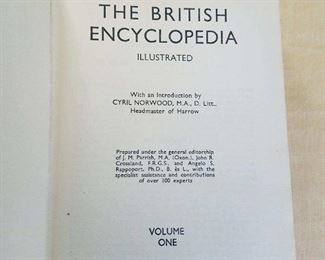 THE BRITISH
ENCYCLOPEDIA
ILLUSTRATED
With an Introduction by
CYRIL NORWOOD, M.A., D. Litt.,
Headmaster of Harrow
Prepared under the general editorship
of J. M. Parrish, M.A. (Oxon.), John R.
Crossland, F.R.G.S., and Angelo S.
Rappoport, Ph.D., B. ès L., with the
specialist assistance and contributions
of over 100 experts
VOLUME
ONE